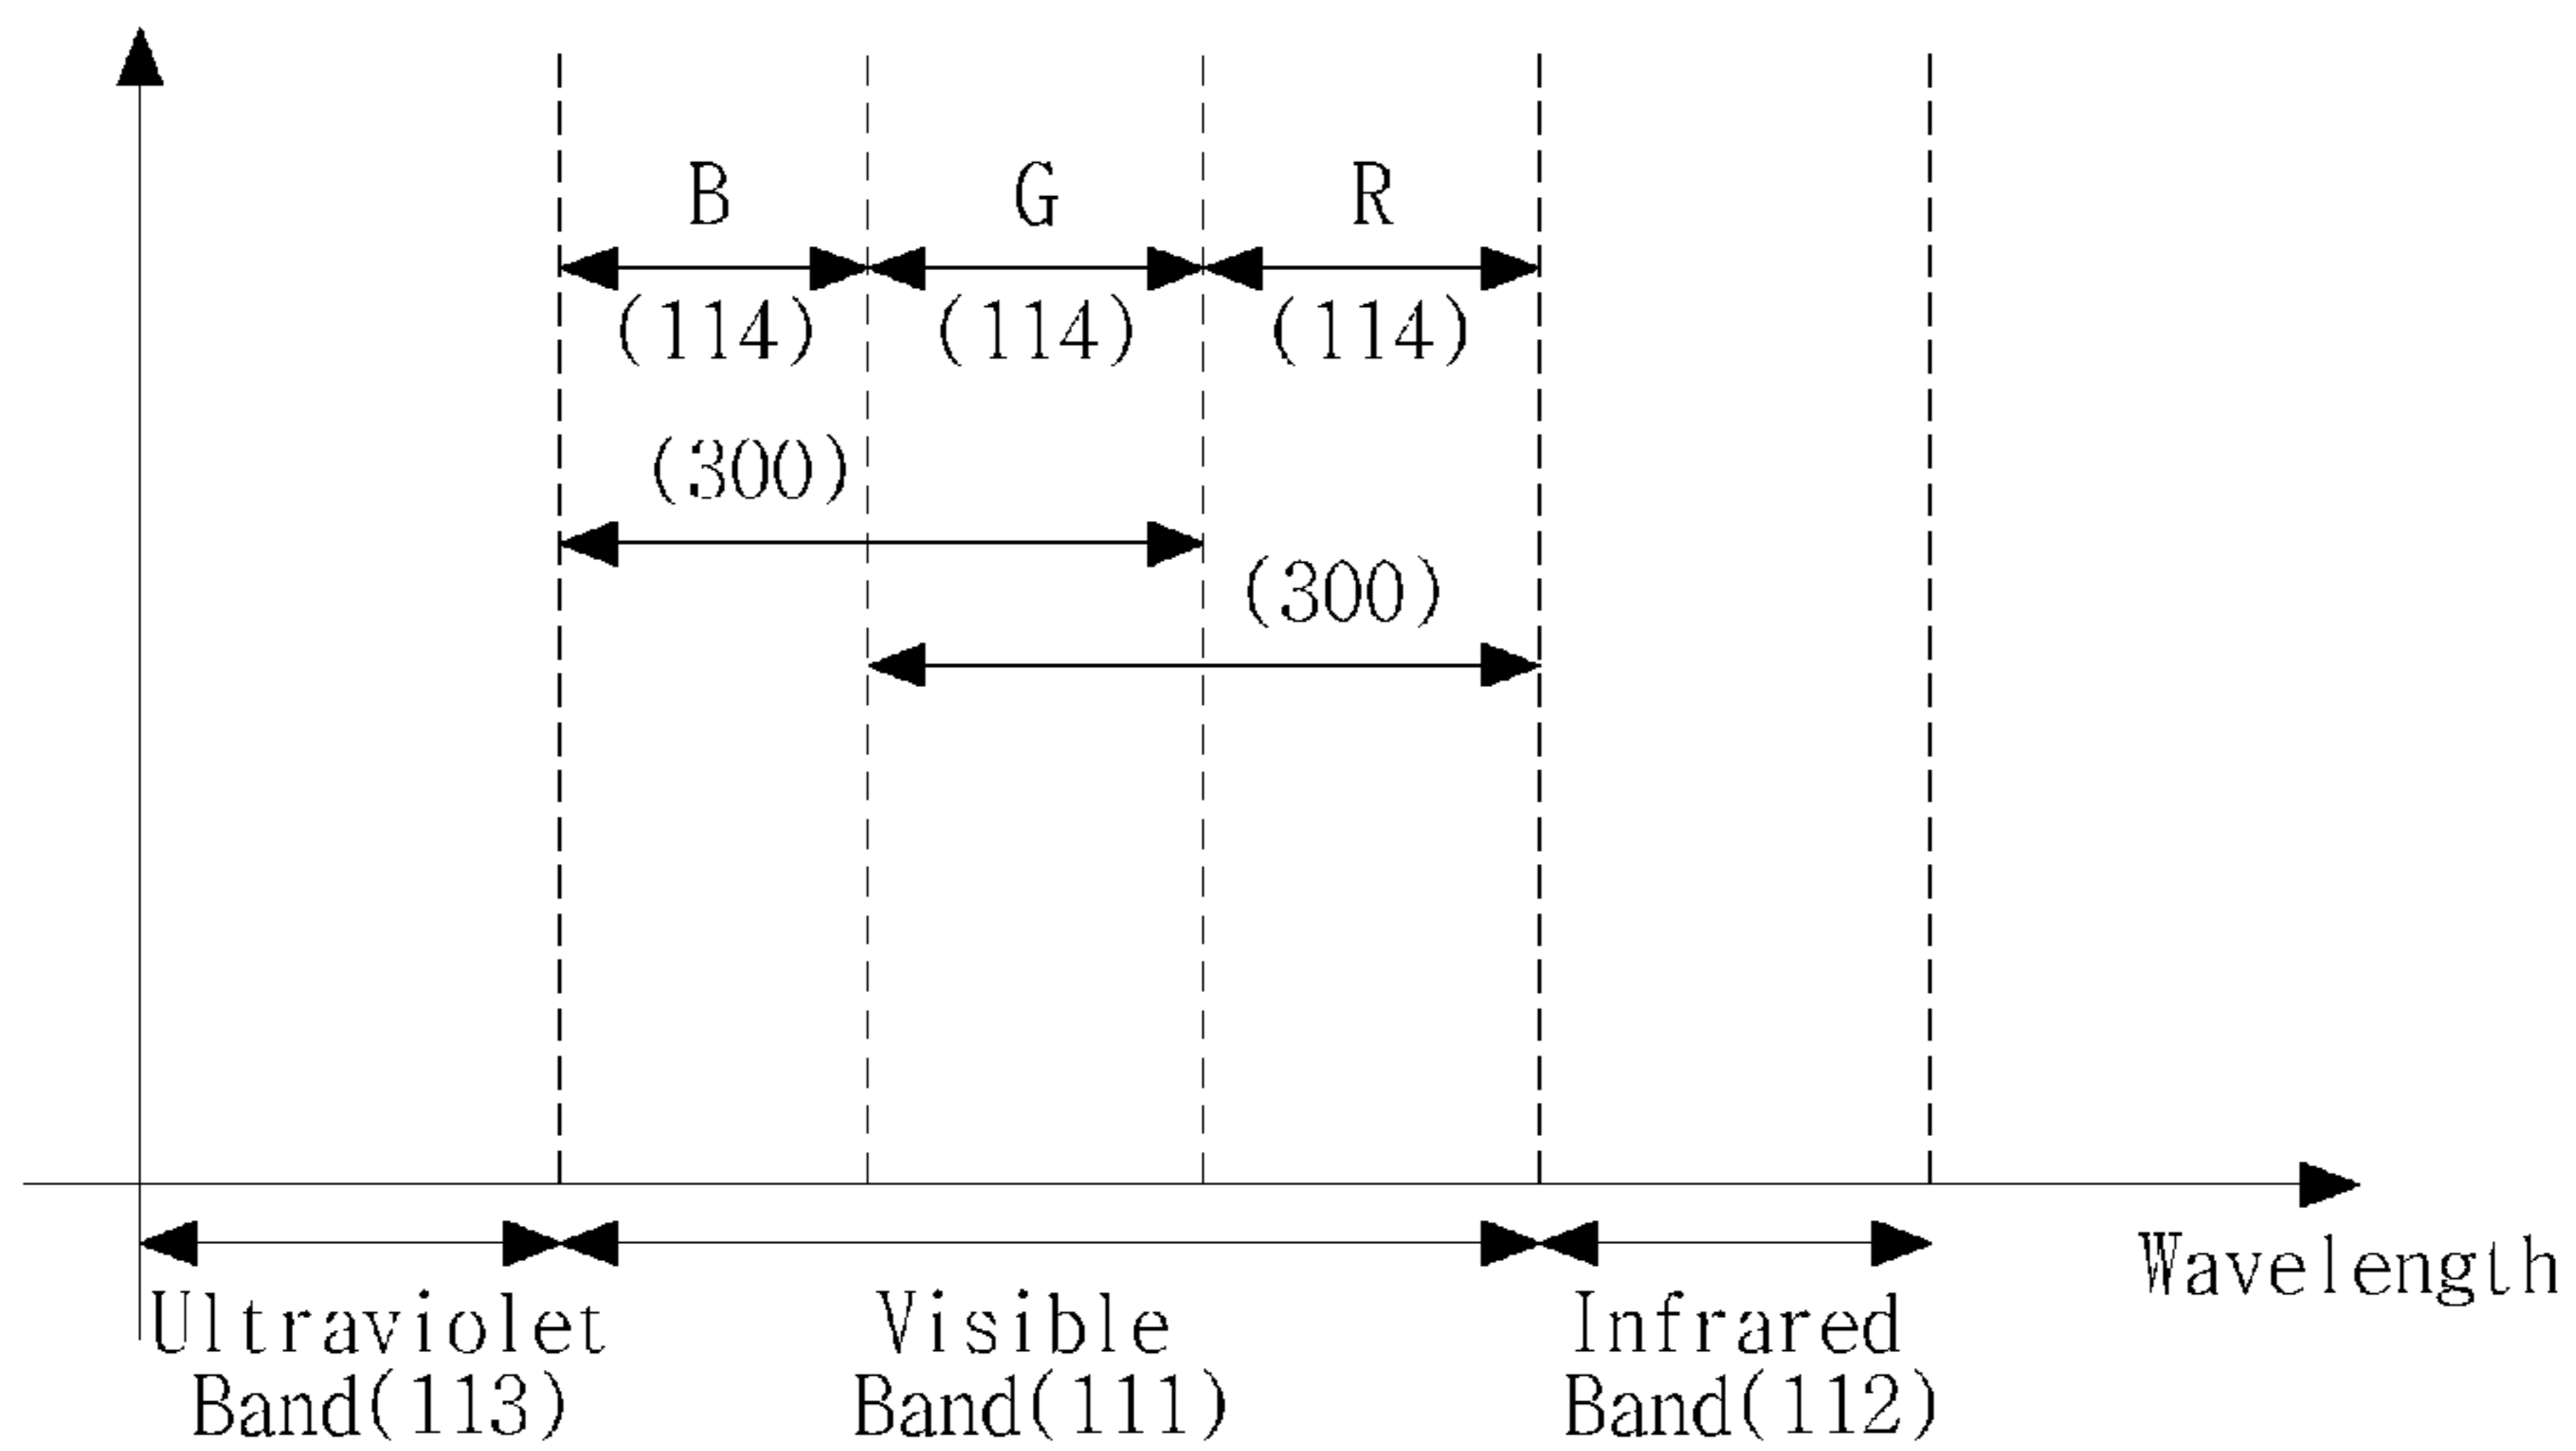 B G R
(114) (114) (114)
(300)
(300)
Wavelength
Ultraviolet Visible Infrared
Band(113) Band(111) Band(112)